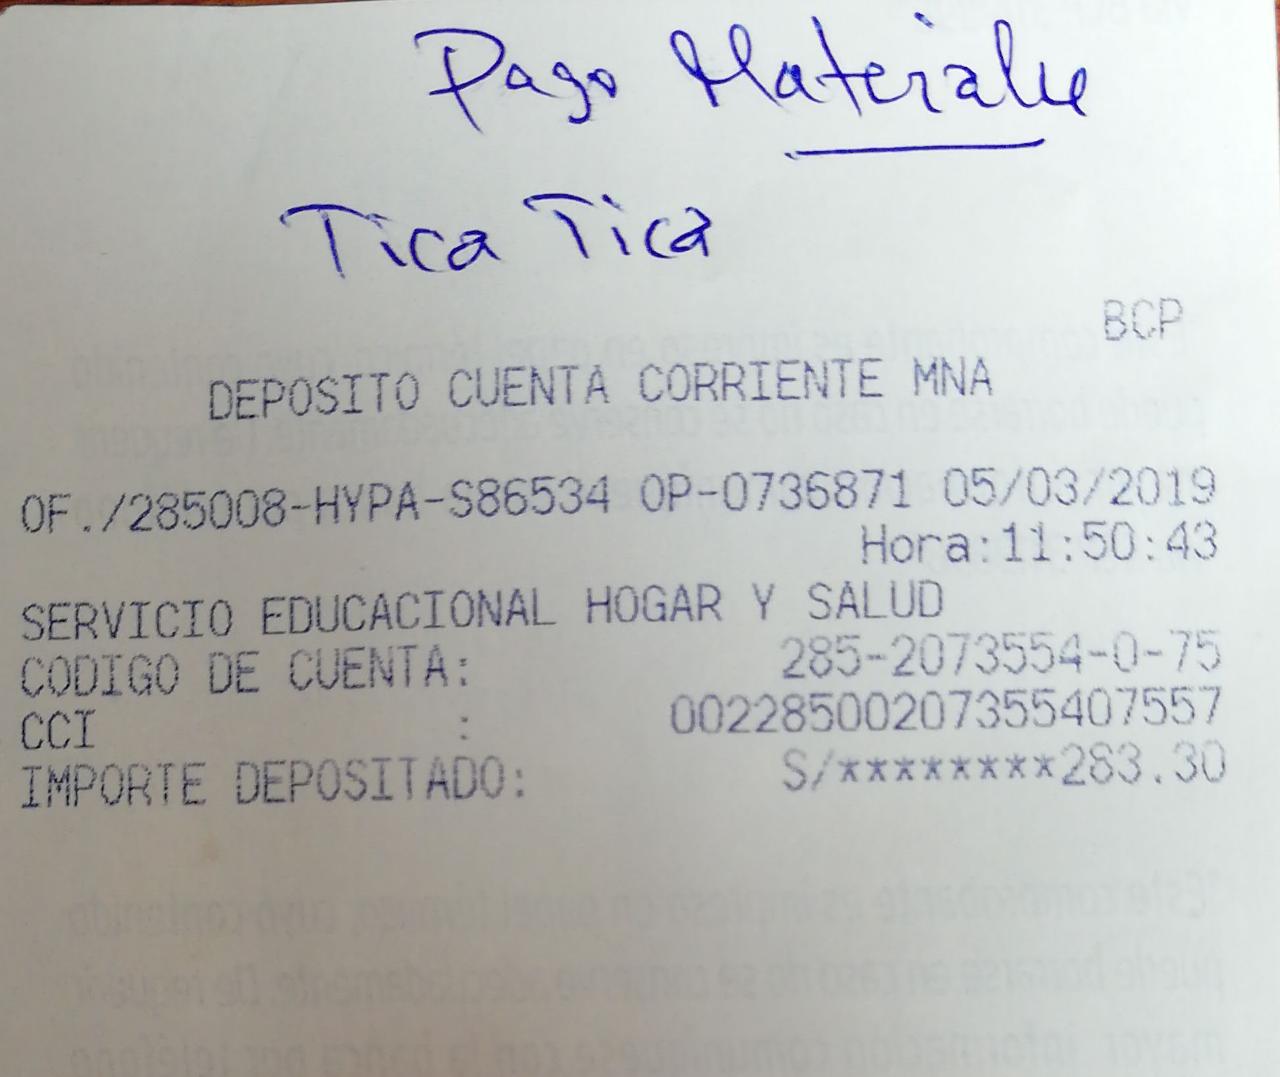 Pago Materiales
Tica Tica
BCP
DEPOSITO CUENTA CORRIENTE MNA
OF./285008-HYPA-S86534 OP-0736871 05/03/2019
Hora:11:50:43
SERVICIO EDUCACIONAL HOGAR Y SALUD
CODIGO DE CUENTA: 285-2073554-0-75
CCI : 00228500207355407557
IMPORTE DEPOSITADO: S/********283.30